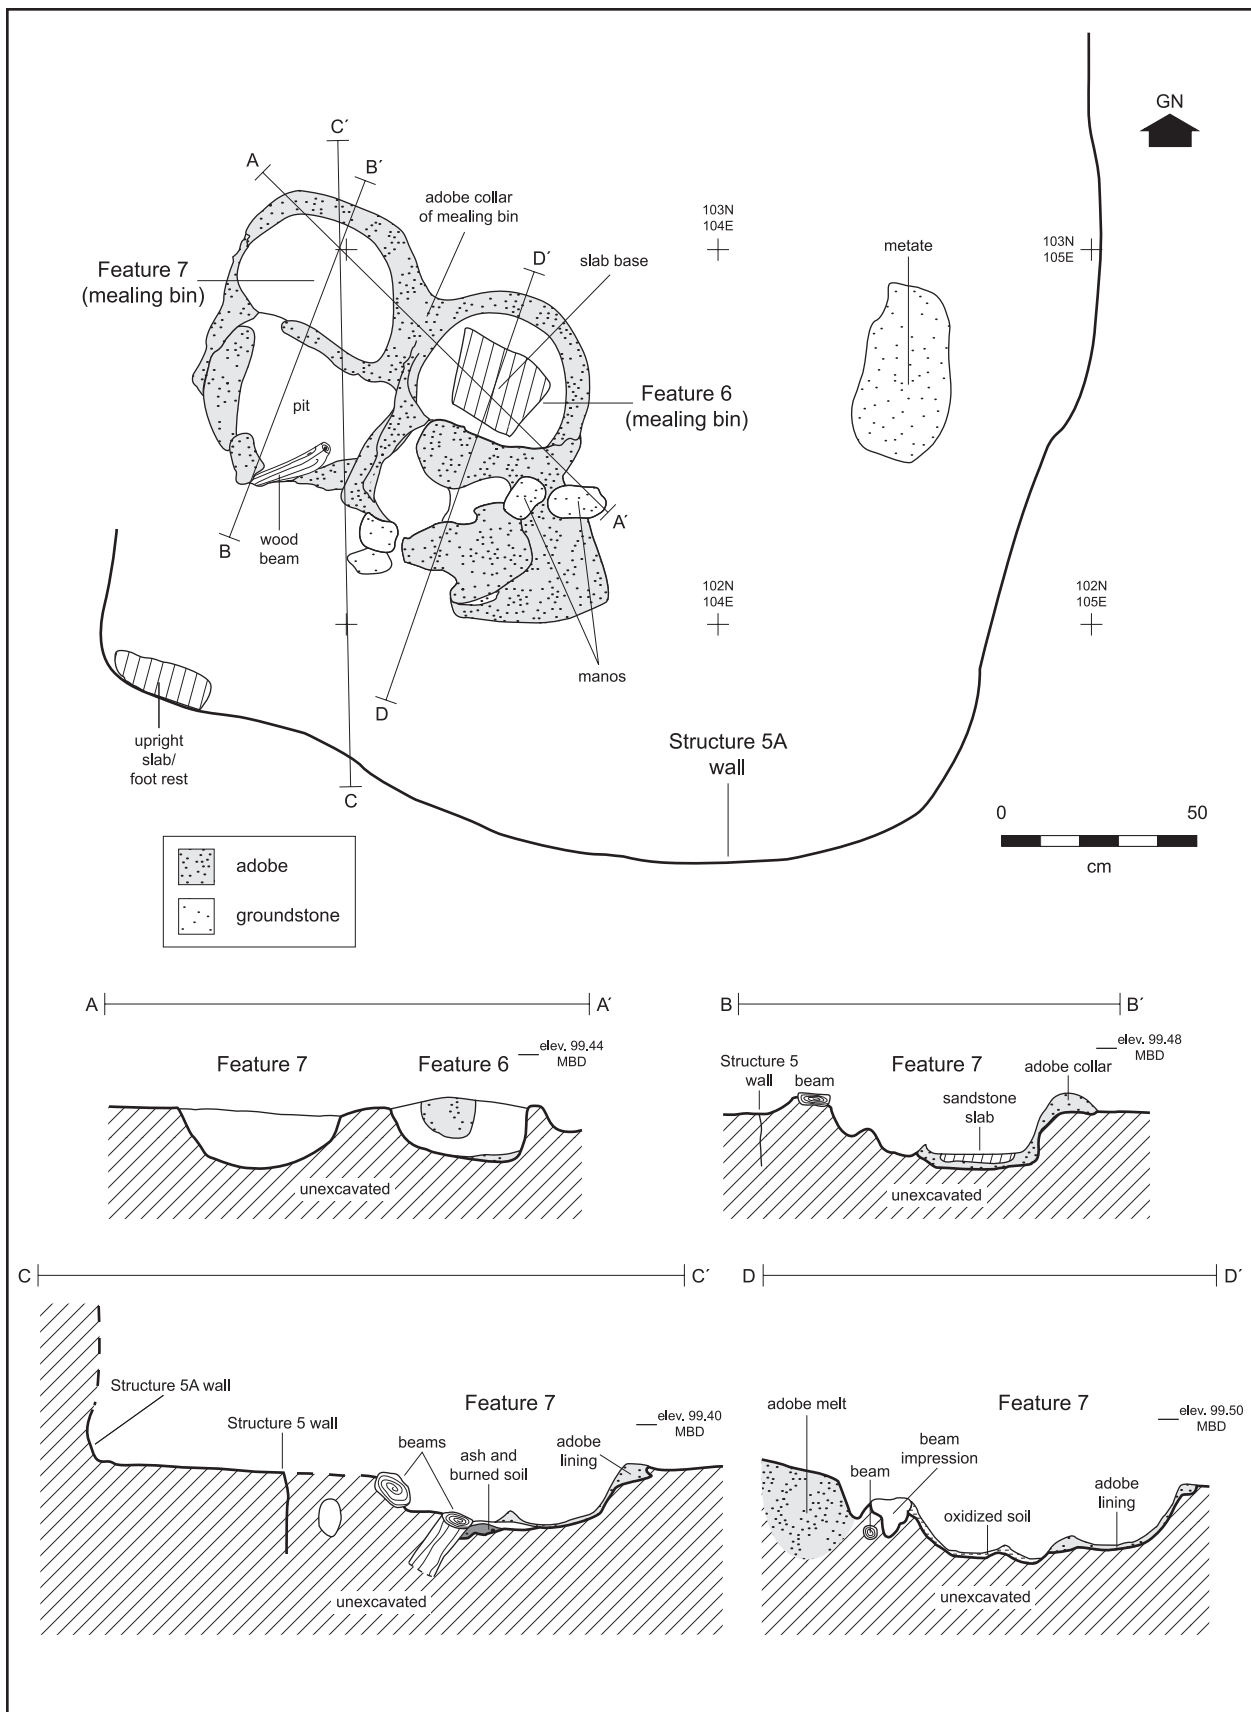 GN
C´
A
B´
adobe collar
of mealing bin
103N
104E
103N
105E
metate
D´
slab base
Feature 7
(mealing bin)
Feature 6
(mealing bin)
pit
A´
B
wood
beam
102N
104E
102N
105E
manos
D
upright
slab/
foot rest
C
Structure 5A
wall
0
50
cm
adobe
groundstone
A
A´
B
B´
Feature 7
Feature 6
elev. 99.44
MBD
unexcavated
Structure 5
wall
beam
Feature 7
elev. 99.48
MBD
adobe collar
sandstone
slab
unexcavated
C
C´
D
D´
Structure 5A wall
Structure 5 wall
Feature 7
beams
ash and
burned soil
adobe
lining
elev. 99.40
MBD
unexcavated
adobe melt
Feature 7
elev. 99.50
MBD
beam
beam
impression
oxidized soil
adobe
lining
unexcavated